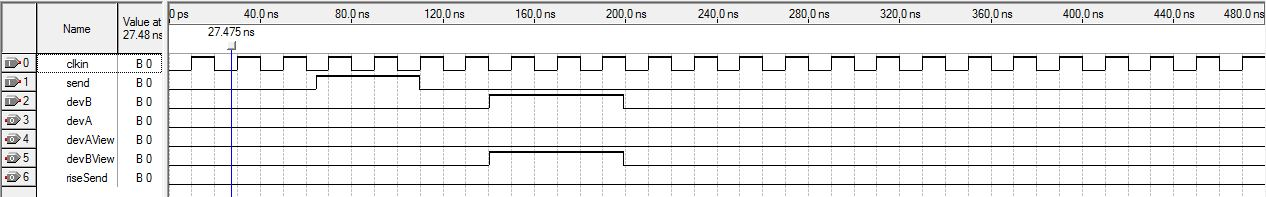 Name
Value at
27.48 ns
0 ps 40.0 ns 80.0 ns 120.0 ns 160.0 ns 200.0 ns 240.0 ns 280.0 ns 320.0 ns 360.0 ns 400.0 ns 440.0 ns 480.0 ns
27.475 ns
0 clkin B 0
1 send B 0
2 devB B 0
3 devA B 0
4 devAView B 0
5 devBView B 0
6 riseSend B 0